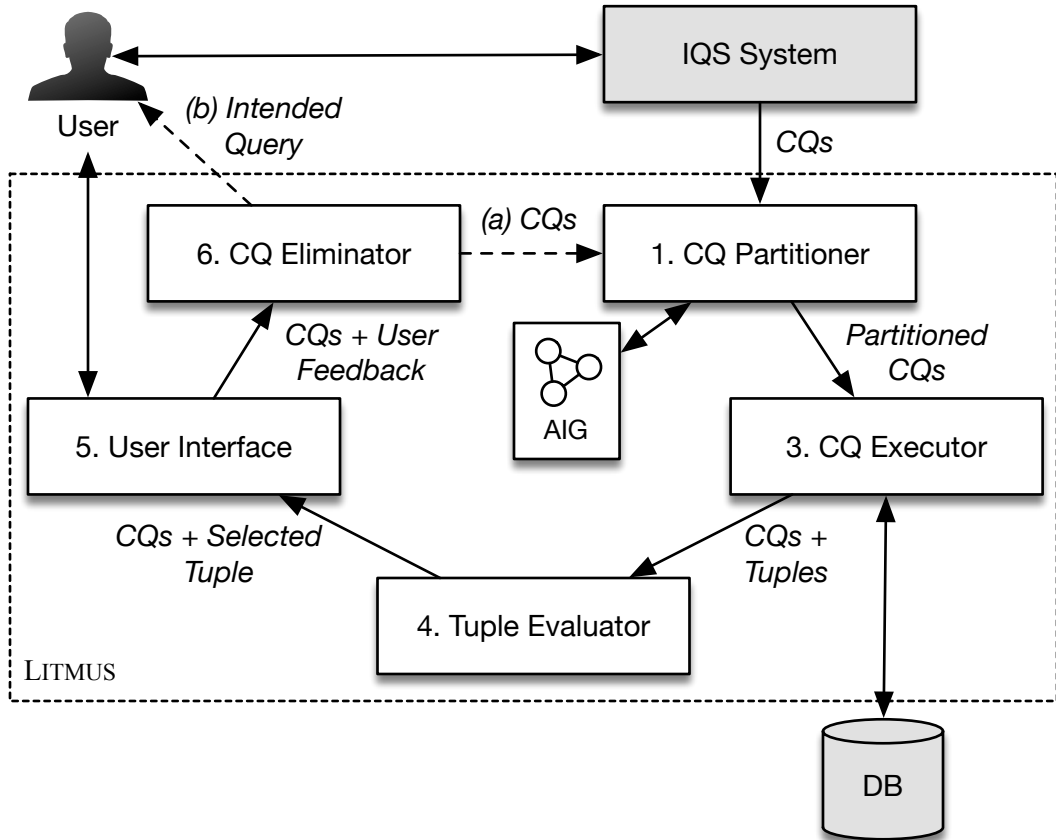 IQS System
(b) Intended
Query
User
CQs
(a) CQs
6. CQ Eliminator
1. CQ Partitioner
CQs + User
Feedback
Partitioned
CQs
AIG
5. User Interface
3. CQ Executor
CQs + Selected
Tuple
CQs +
Tuples
4. Tuple Evaluator
LITMUS
DB